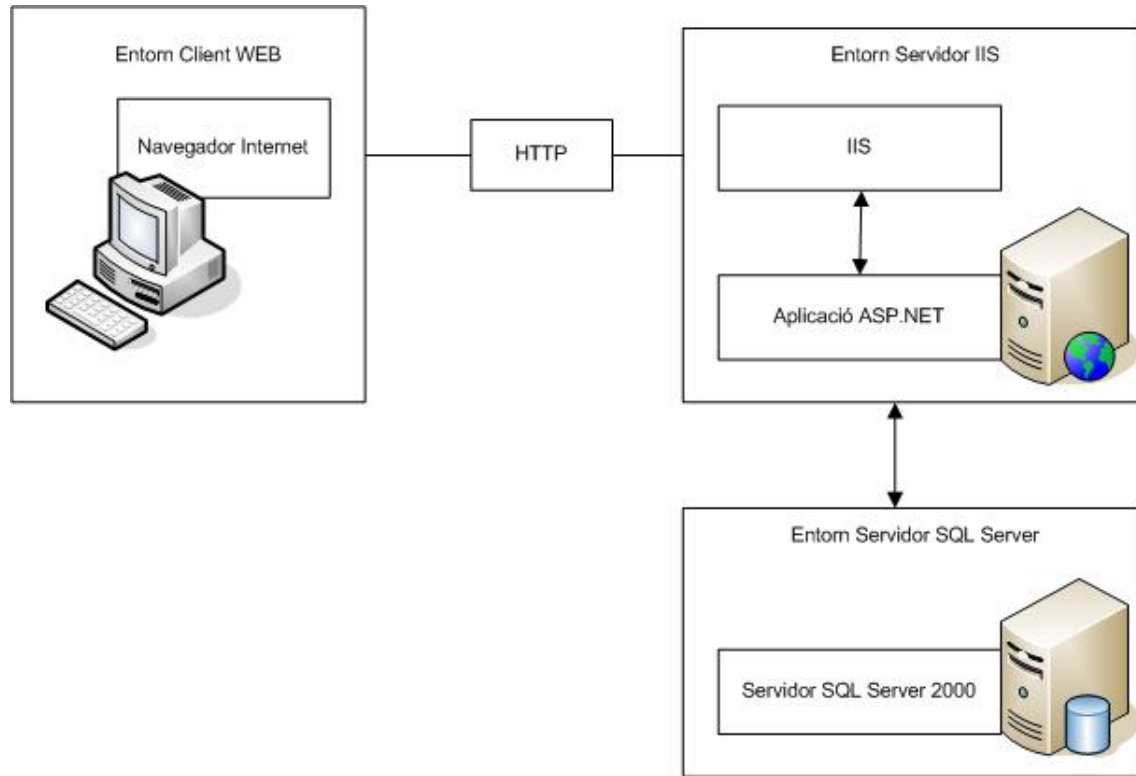 Entorn Client WEB
Navegador Internet
HTTP
Entorn Servidor IIS
IIS
Aplicació ASP.NET
Entorn Servidor SQL Server
Servidor SQL Server 2000